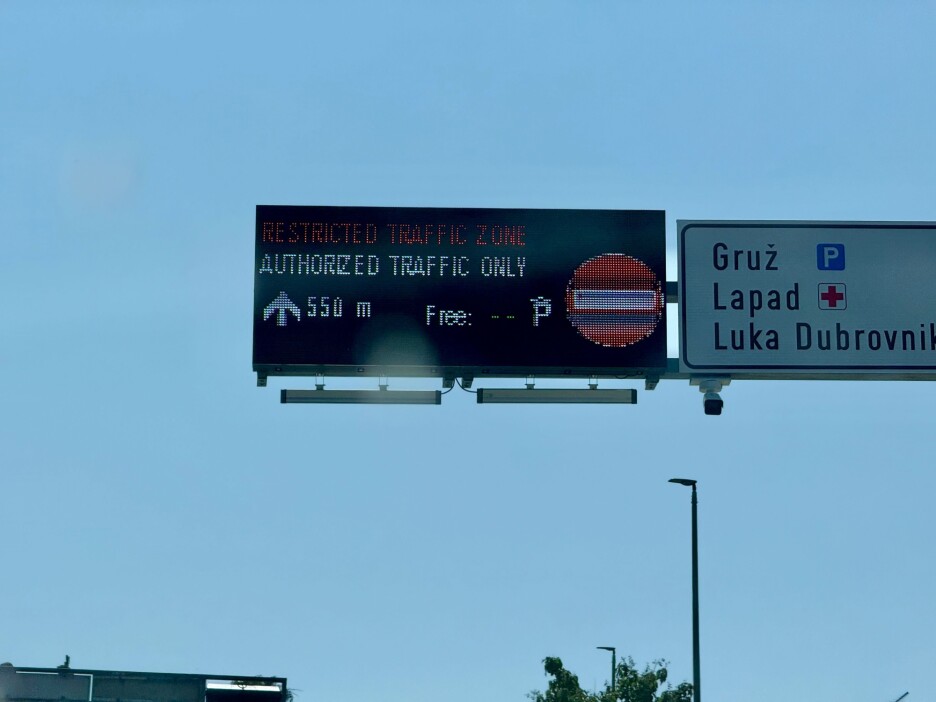 RESTRICTED TRAFFIC ZONE
AUTHORIZED TRAFFIC ONLY
550 m
Free: -- P
Gruž P
Lapad
Luka Dubrovnik